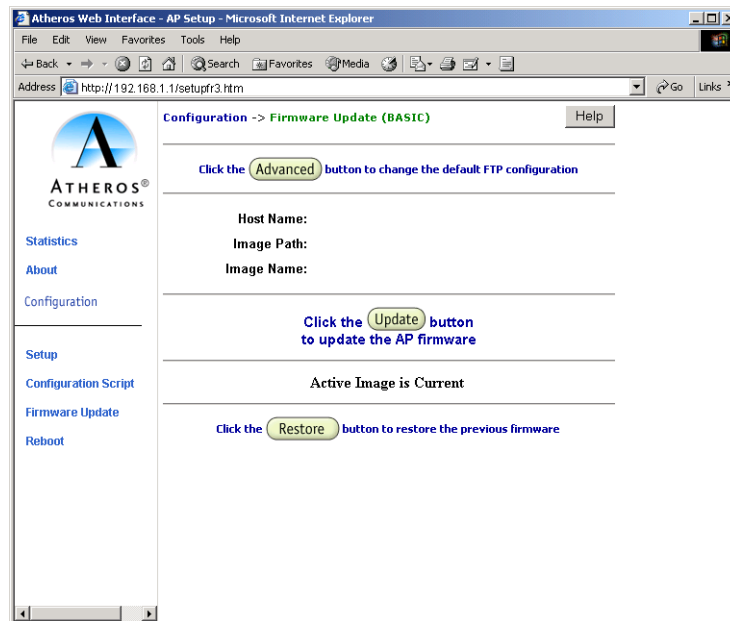 Atheros Web Interface - AP Setup - Microsoft Internet Explorer
File Edit View Favorites Tools Help
Back Search Favorites Media
Address http://192.168.1.1/setupfr3.htm Go Links
ATHEROS®
COMMUNICATIONS
Statistics
About
Configuration
Setup
Configuration Script
Firmware Update
Reboot
Configuration -> Firmware Update (BASIC) Help
Click the Advanced button to change the default FTP configuration
Host Name:
Image Path:
Image Name:
Click the Update button
to update the AP firmware
Active Image is Current
Click the Restore button to restore the previous firmware